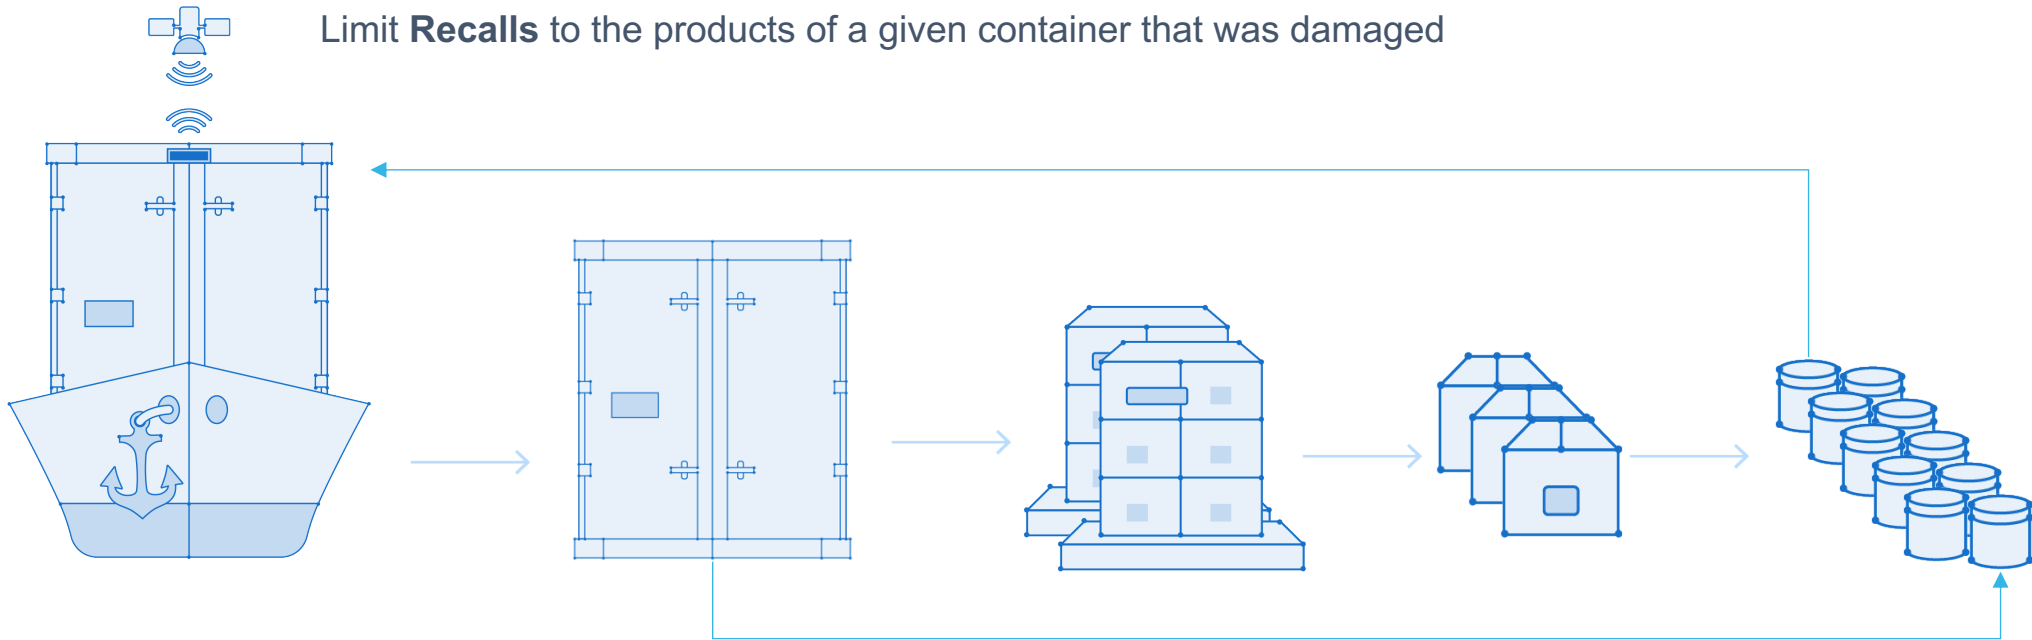 Limit Recalls to the products of a given container that was damaged